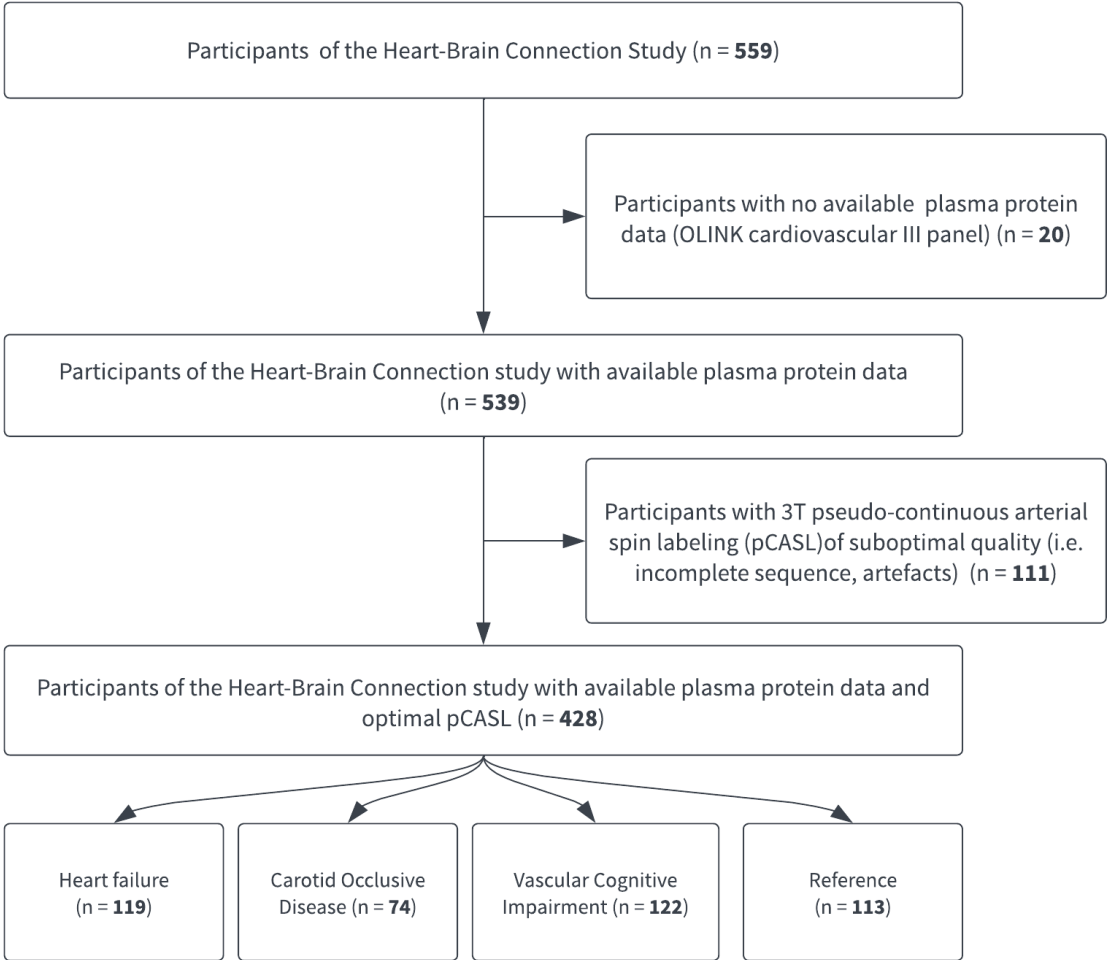 Participants  of the Heart-Brain Connection Study (n = 559)
Participants with no available  plasma protein
data (OLINK cardiovascular III panel) (n = 20)
Participants of the Heart-Brain Connection study with available plasma protein data
(n = 539)
Participants with 3T pseudo-continuous arterial
spin labeling (pCASL)of suboptimal quality (i.e.
incomplete sequence, artefacts)  (n = 111)
Participants of the Heart-Brain Connection study with available plasma protein data and
optimal pCASL (n = 428)
Heart failure
(n = 119)
Carotid Occlusive
Disease (n = 74)
Vascular Cognitive
Impairment (n = 122)
Reference
(n = 113)